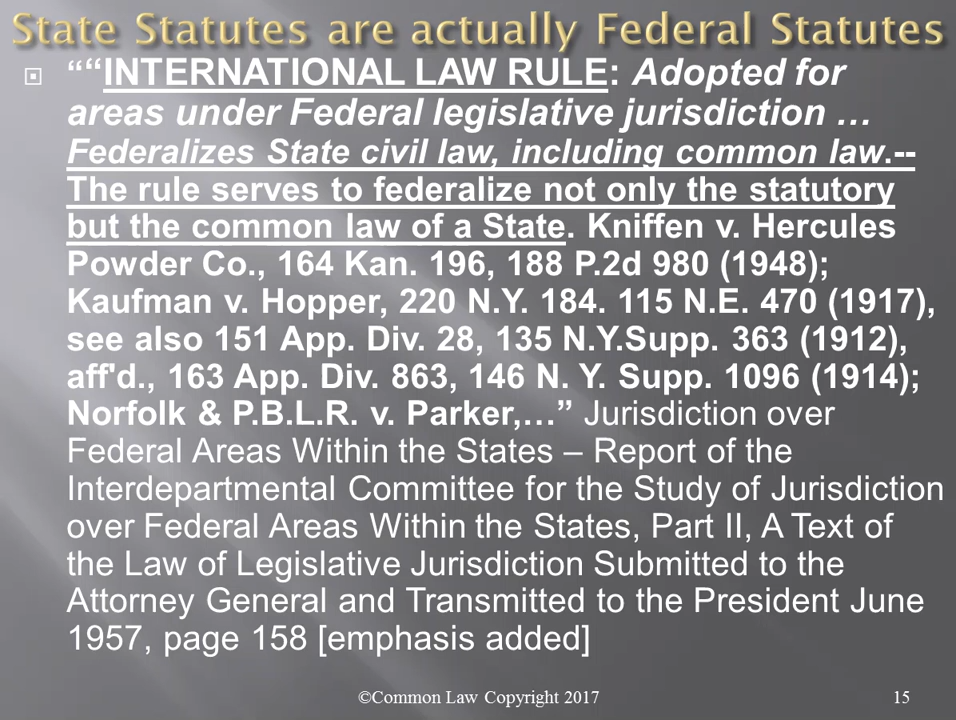 State Statutes are actually Federal Statutes
““INTERNATIONAL LAW RULE: Adopted for
areas under Federal legislative jurisdiction …
Federalizes State civil law, including common law.--
The rule serves to federalize not only the statutory
but the common law of a State. Kniffen v. Hercules
Powder Co., 164 Kan. 196, 188 P.2d 980 (1948);
Kaufman v. Hopper, 220 N.Y. 184. 115 N.E. 470 (1917),
see also 151 App. Div. 28, 135 N.Y.Supp. 363 (1912),
aff'd., 163 App. Div. 863, 146 N. Y. Supp. 1096 (1914);
Norfolk & P.B.L.R. v. Parker,…” Jurisdiction over
Federal Areas Within the States – Report of the
Interdepartmental Committee for the Study of Jurisdiction
over Federal Areas Within the States, Part II, A Text of
the Law of Legislative Jurisdiction Submitted to the
Attorney General and Transmitted to the President June
1957, page 158 [emphasis added]
©Common Law Copyright 2017 15